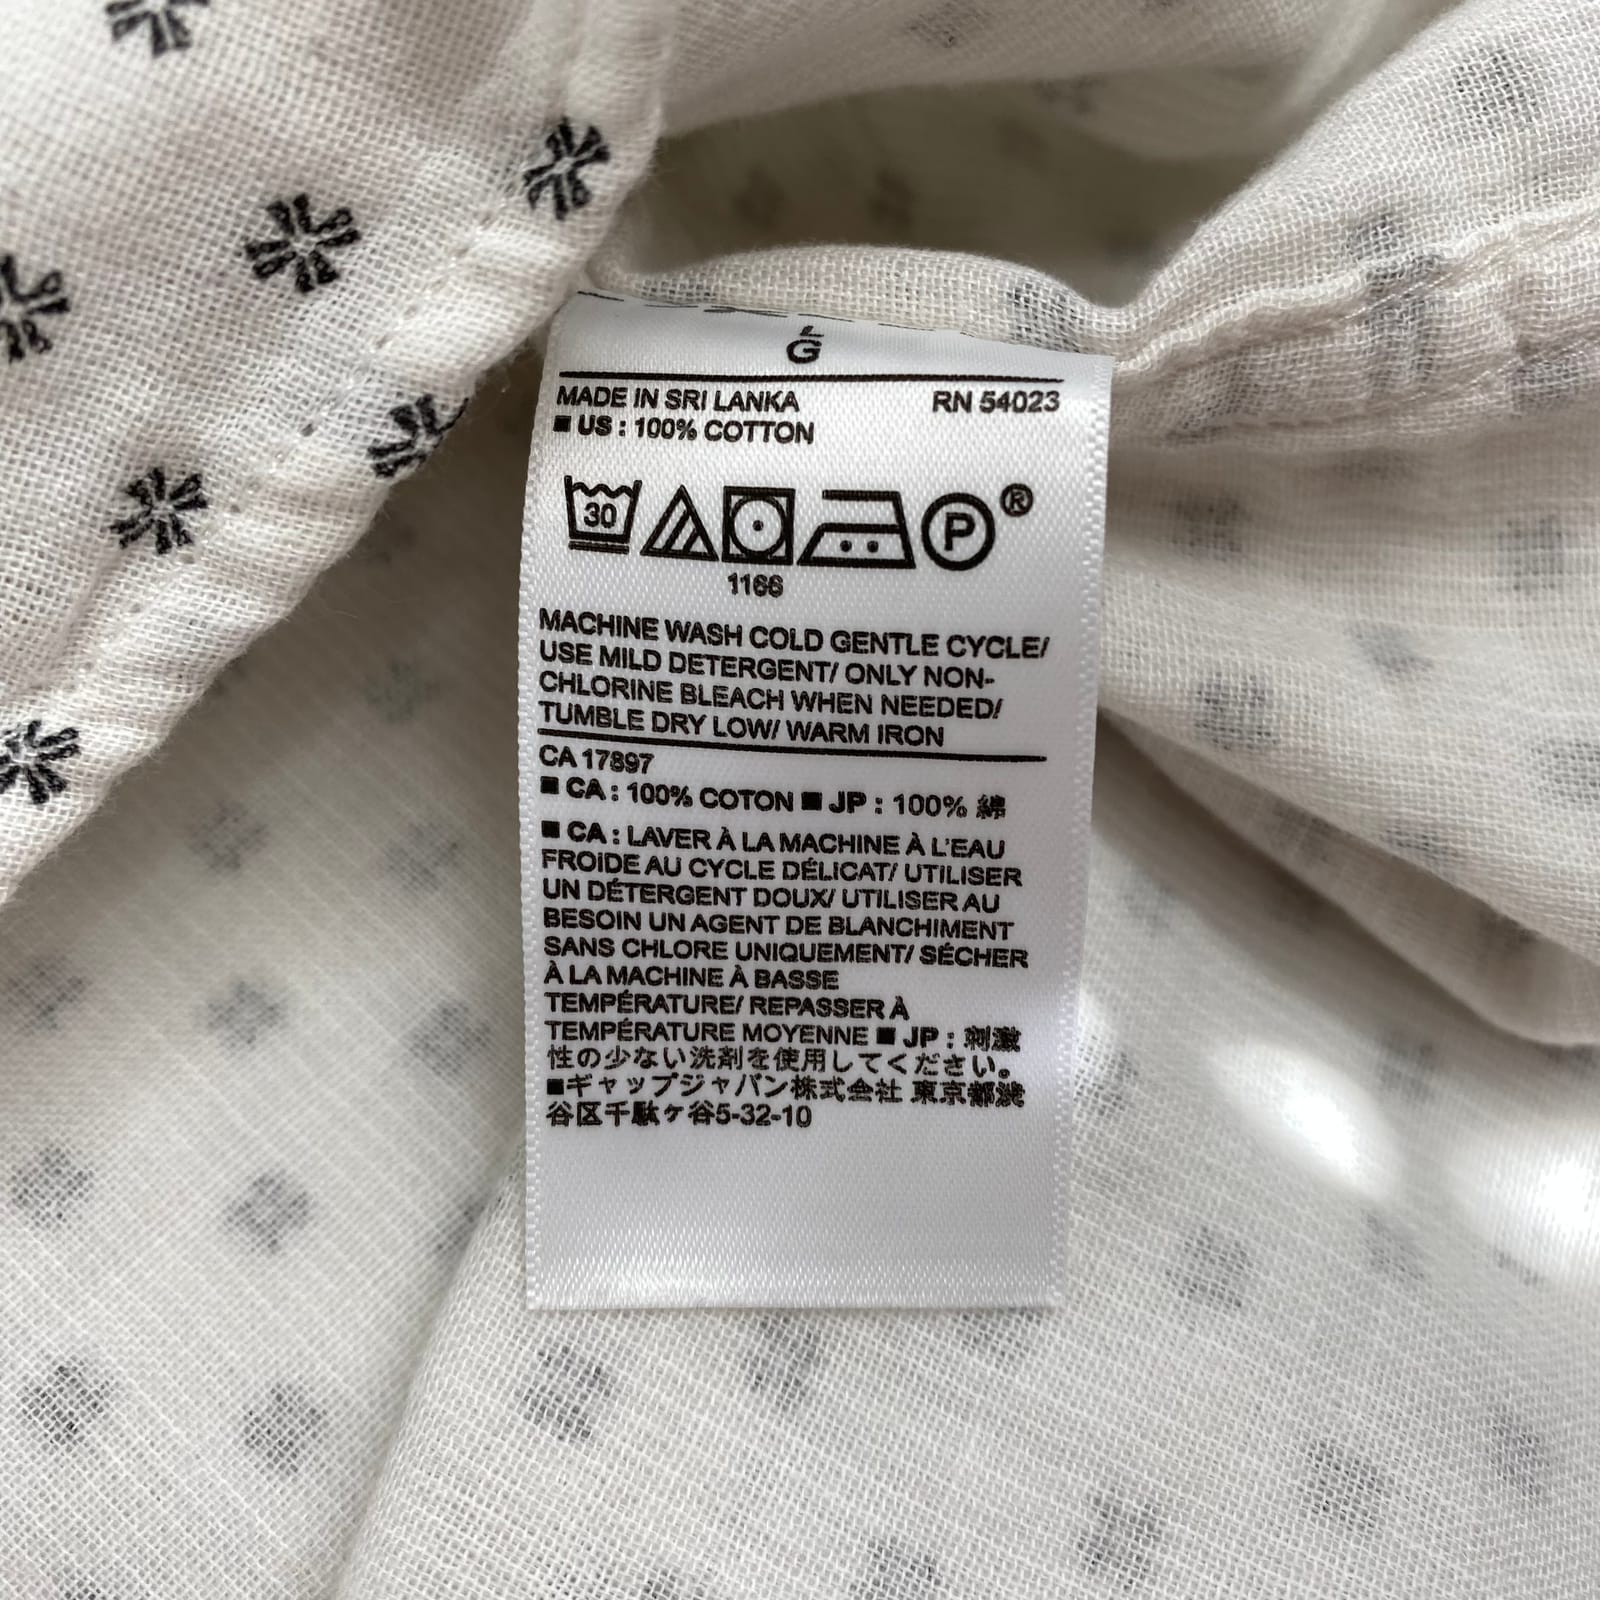 L
G
MADE IN SRI LANKA RN 54023
■ US : 100% COTTON
30 P ®
1166
MACHINE WASH COLD GENTLE CYCLE/
USE MILD DETERGENT/ ONLY NON-
CHLORINE BLEACH WHEN NEEDED/
TUMBLE DRY LOW/ WARM IRON
CA 17897
■ CA : 100% COTON ■ JP : 100% 綿
■ CA : LAVER À LA MACHINE À L'EAU
FROIDE AU CYCLE DÉLICAT/ UTILISER
UN DÉTERGENT DOUX/ UTILISER AU
BESOIN UN AGENT DE BLANCHIMENT
SANS CHLORE UNIQUEMENT/ SÉCHER
À LA MACHINE À BASSE
TEMPÉRATURE/ REPASSER À
TEMPÉRATURE MOYENNE ■ JP : 刺激
性の少ない洗剤を使用してください。
■ギャップジャパン株式会社 東京都渋
谷区千駄ヶ谷5-32-10